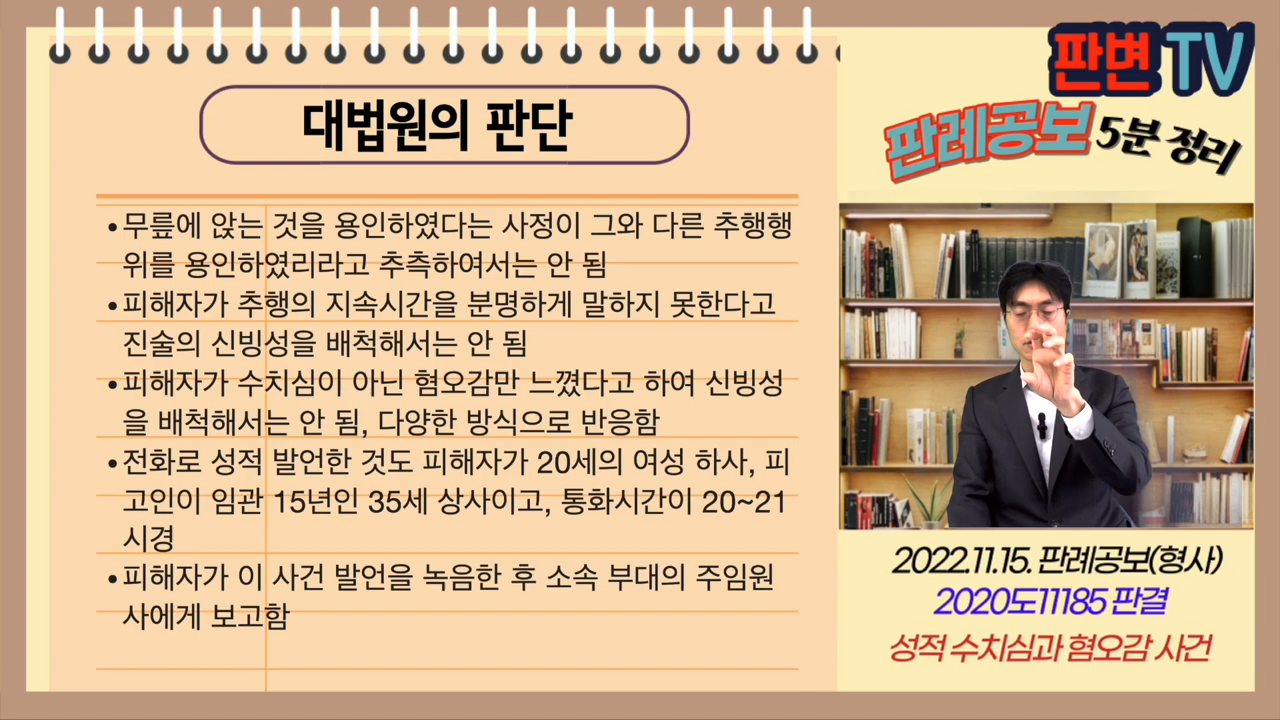 판변 TV
판례공보 5분 정리
대법원의 판단
•무릎에 앉는 것을 용인하였다는 사정이 그와 다른 추행행
위를 용인하였리라고 추측하여서는 안 됨
•피해자가 추행의 지속시간을 분명하게 말하지 못한다고
진술의 신빙성을 배척해서는 안 됨
•피해자가 수치심이 아닌 혐오감만 느꼈다고 하여 신빙성
을 배척해서는 안 됨, 다양한 방식으로 반응함
•전화로 성적 발언한 것도 피해자가 20세의 여성 하사, 피
고인이 임관 15년인 35세 상사이고, 통화시간이 20~21
시경
•피해자가 이 사건 발언을 녹음한 후 소속 부대의 주임원
사에게 보고함
2022.11.15. 판례공보(형사)
2020도11185 판결
성적 수치심과 혐오감 사건